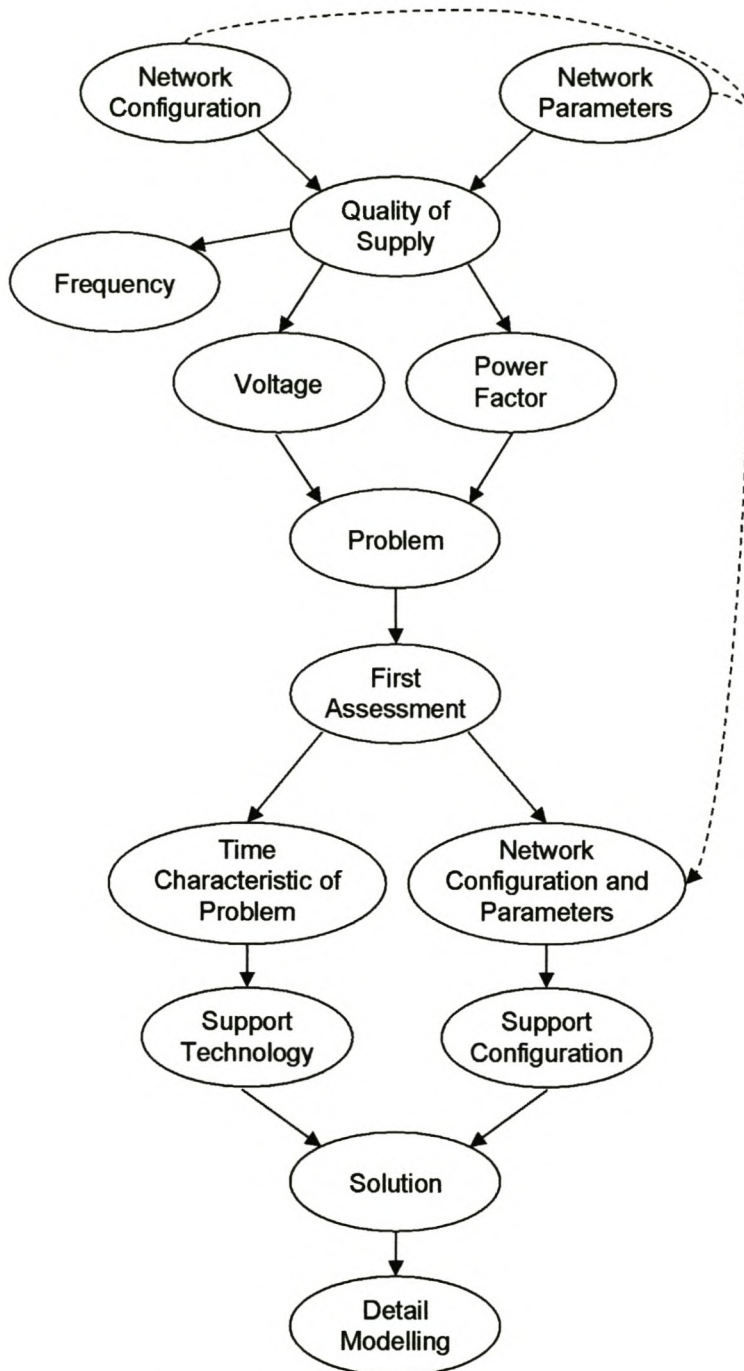 Network
Configuration
Network
Parameters
Quality of
Supply
Frequency
Voltage
Power
Factor
Problem
First
Assessment
Time
Characteristic of
Problem
Network
Configuration and
Parameters
Support
Technology
Support
Configuration
Solution
Detail
Modelling